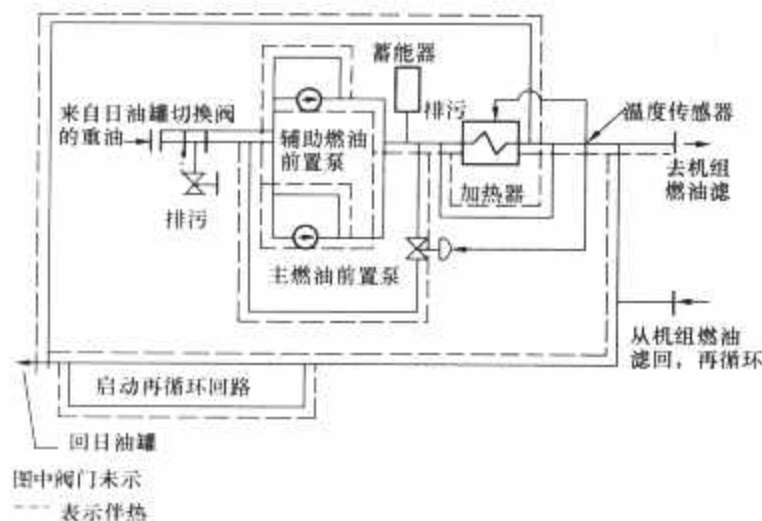 蓄能器
来自日油罐切换阀
的重油
排污
温度传感器
辅助燃油
前置泵
去机组
燃油滤
加热器
排污
主燃油前置泵
从机组燃油
滤回，再循环
启动再循环回路
回日油罐
图中阀门未示
表示伴热